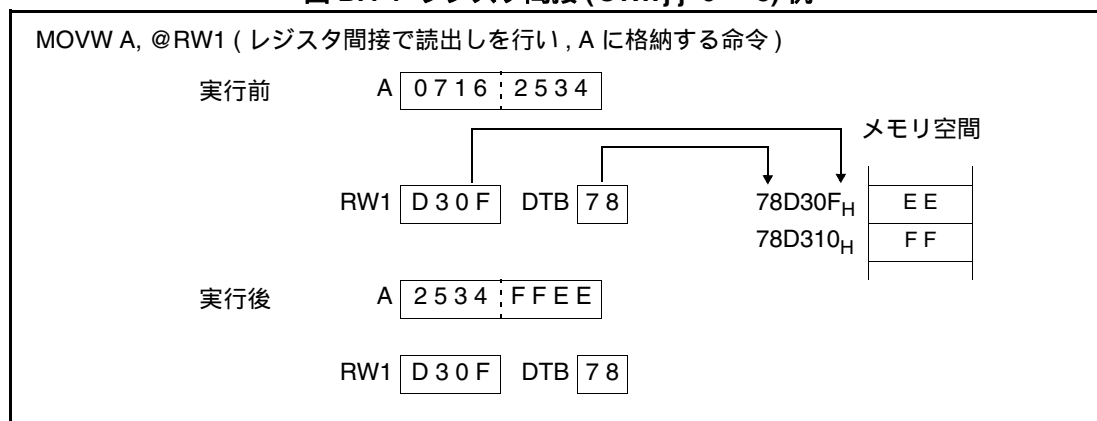 MOVW A, @RW1 ( レジスタ間接で読出しを行い , A に格納する命令 )
実行前 A 0716 2534
メモリ空間
RW1 D30F DTB 78 78D30FH EE
78D310H FF
実行後 A 2534 FFEE
RW1 D30F DTB 78